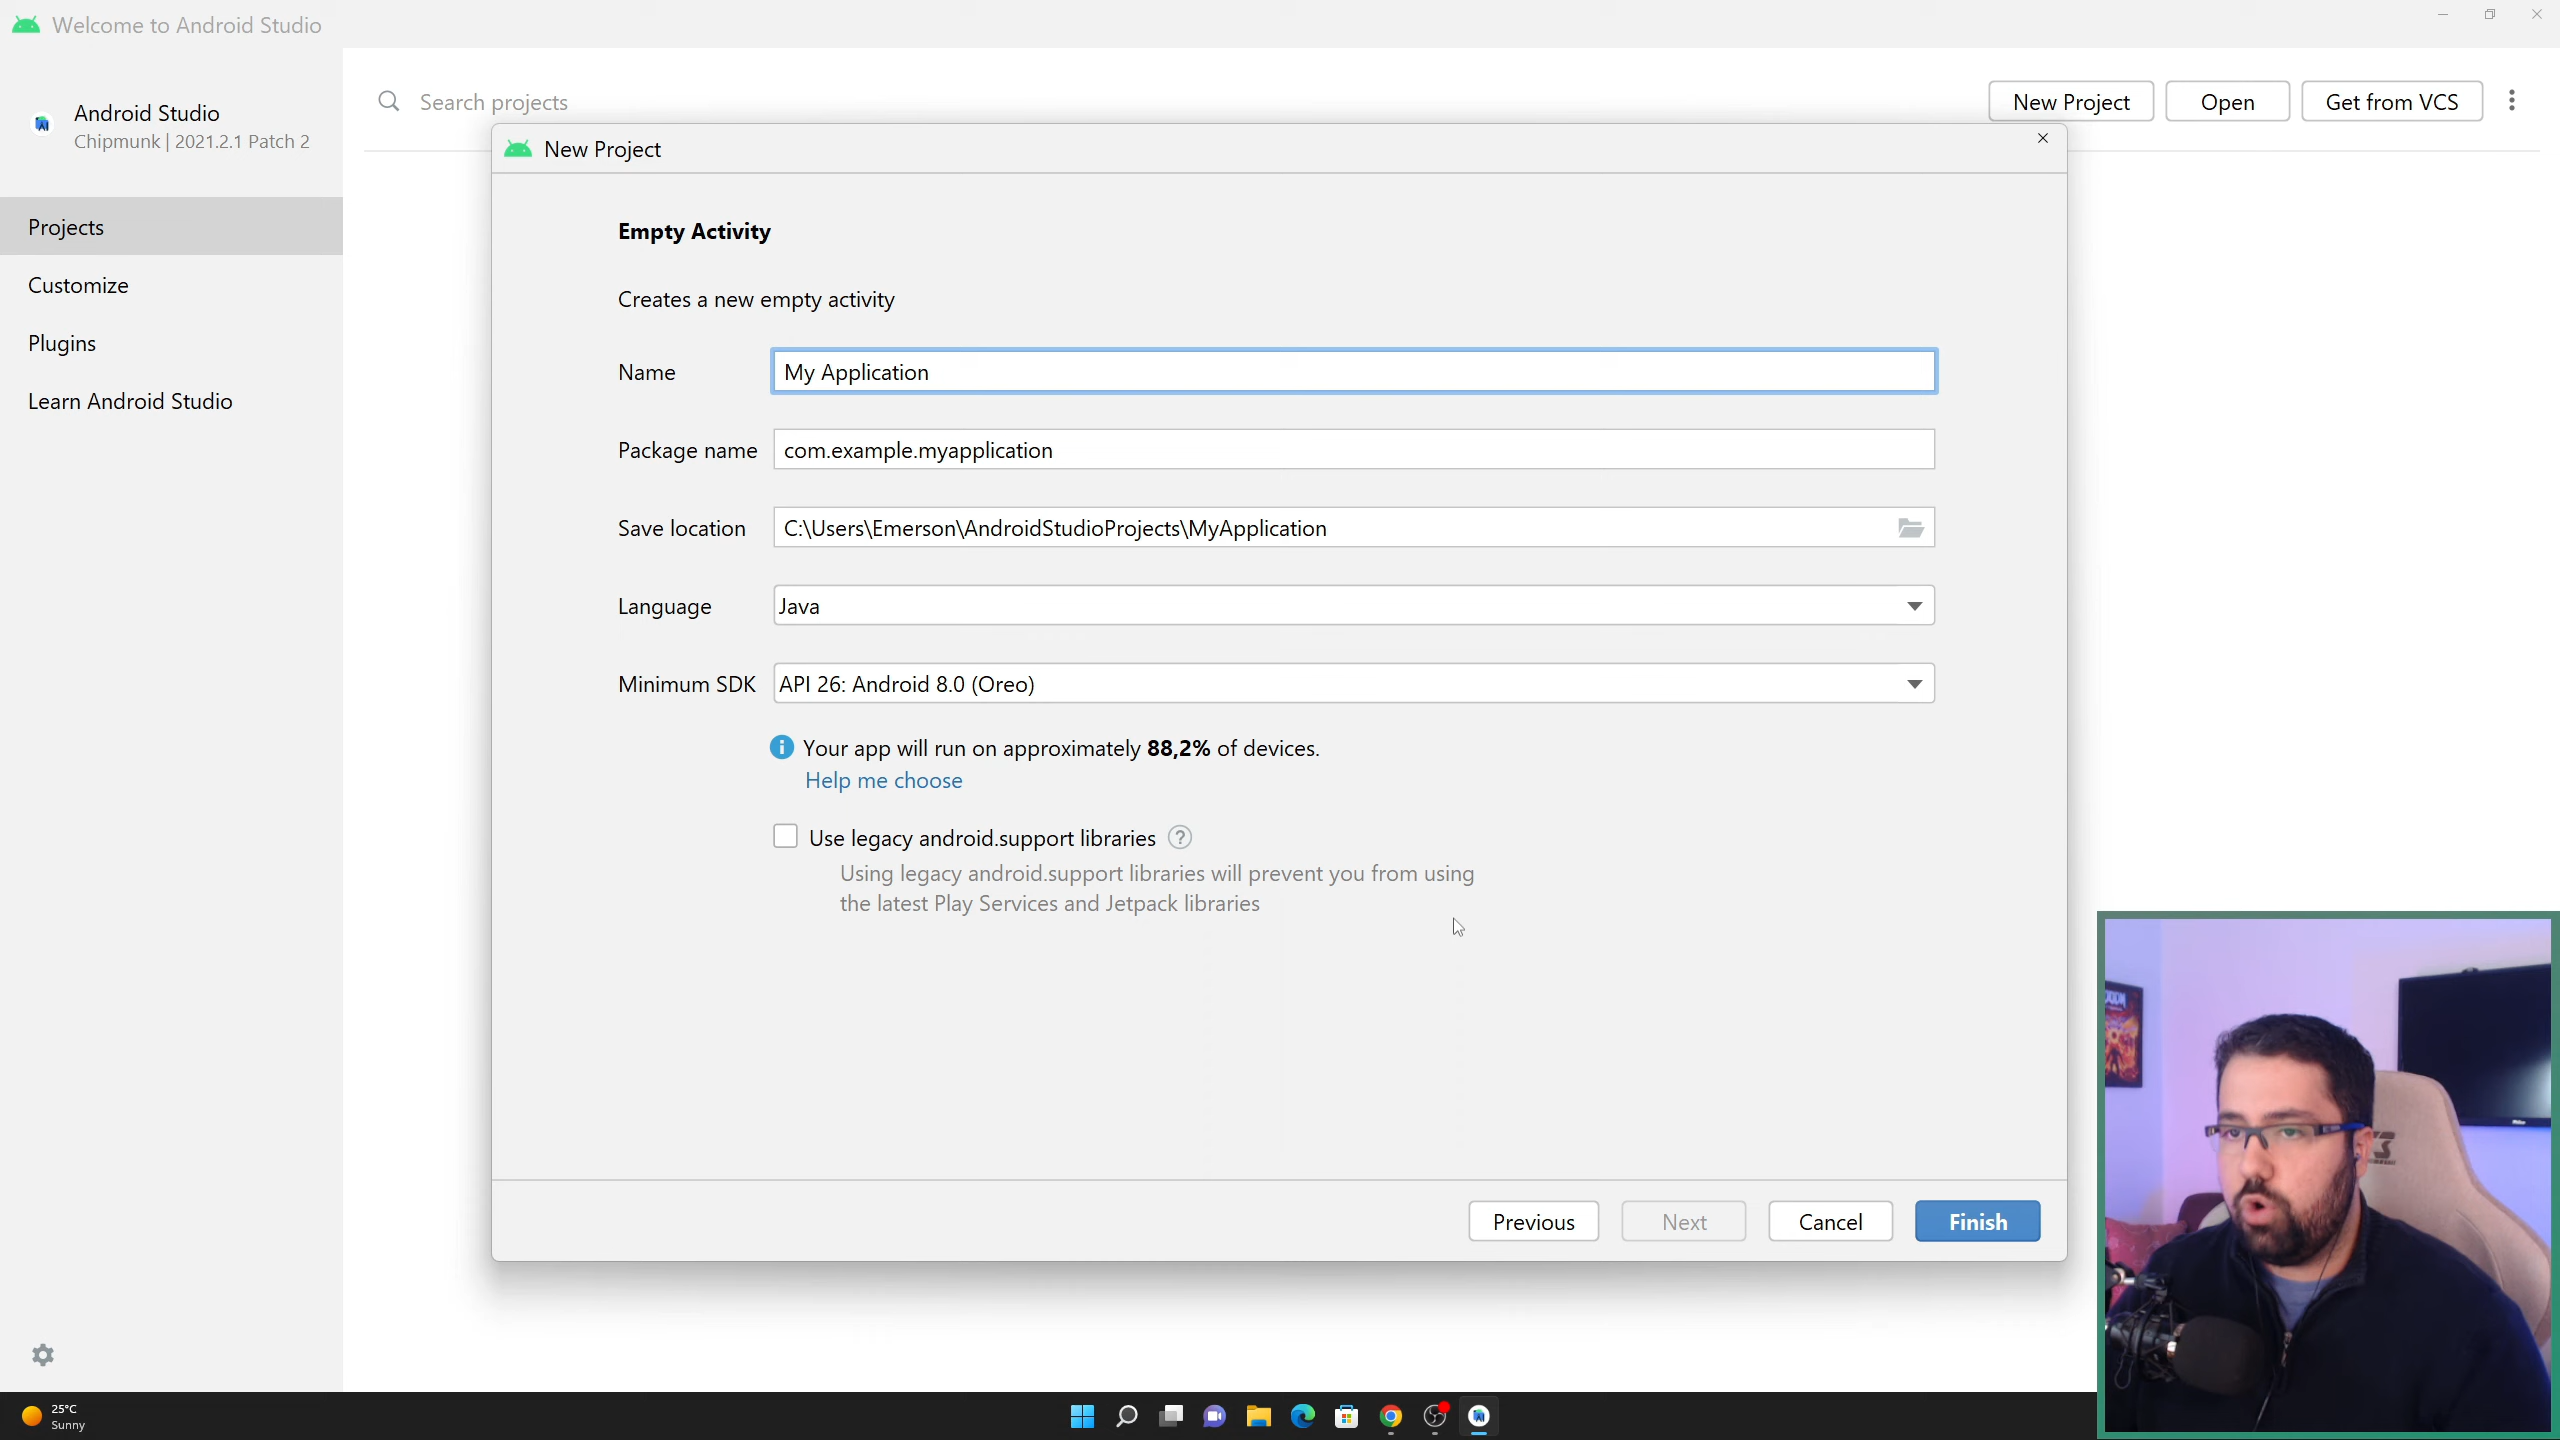 Welcome to Android Studio
Android Studio
Chipmunk | 2021.2.1 Patch 2
Search projects
New Project
Open
Get from VCS
Projects
Customize
Plugins
Learn Android Studio
New Project
Empty Activity
Creates a new empty activity
Name
My Application
Package name
com.example.myapplication
Save location
C:\Users\Emerson\AndroidStudioProjects\MyApplication
Language
Java
Minimum SDK
API 26: Android 8.0 (Oreo)
Your app will run on approximately 88,2% of devices.
Help me choose
Use legacy android.support libraries
Using legacy android.support libraries will prevent you from using
the latest Play Services and Jetpack libraries
Previous
Next
Cancel
Finish
25°C
Sunny